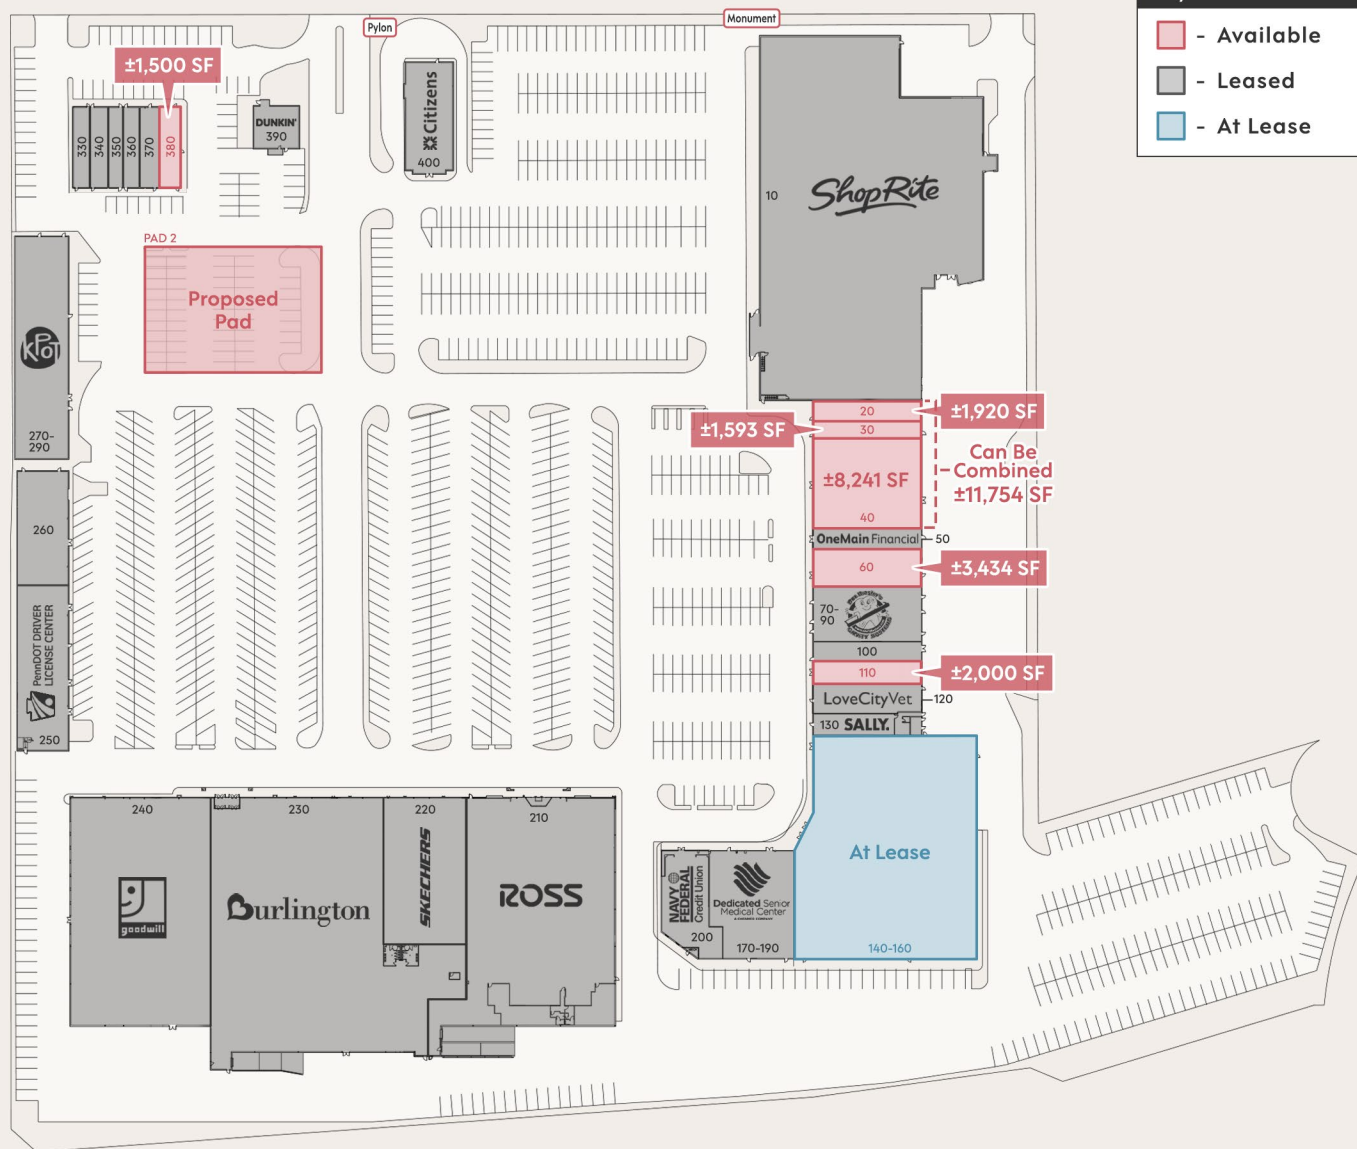 Pylon
Monument
- Available
- Leased
- At Lease
±1,500 SF
330
340
350
360
370
380
DUNKIN'
390
Citizens
400
10
ShopRite
PAD 2
Proposed
Pad
KPOT
270-
290
20
±1,920 SF
±1,593 SF
30
Can Be
Combined
±11,754 SF
±8,241 SF
40
OneMain Financial
50
60
±3,434 SF
70-
90
100
110
±2,000 SF
LoveCityVet
120
130 SALLY.
260
PennDOT DRIVER
LICENSE CENTER
250
240
goodwill
230
Burlington
220
SKECHERS
210
ROSS
At Lease
140-160
NAVY
FEDERAL
Credit Union
200
Dedicated Senior
Medical Center
170-190